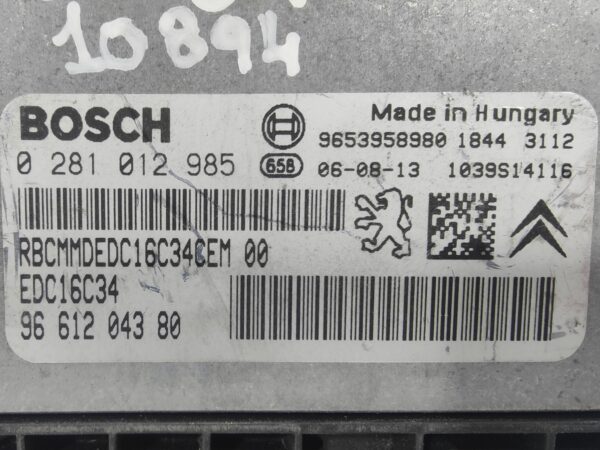 10894
BOSCH
Made in Hungary
9653958980 1844 3112
0 281 012 985
658
06-08-13 1039S14116
RBCMMDEDC16C34CEM 00
EDC16C34
96 612 043 80